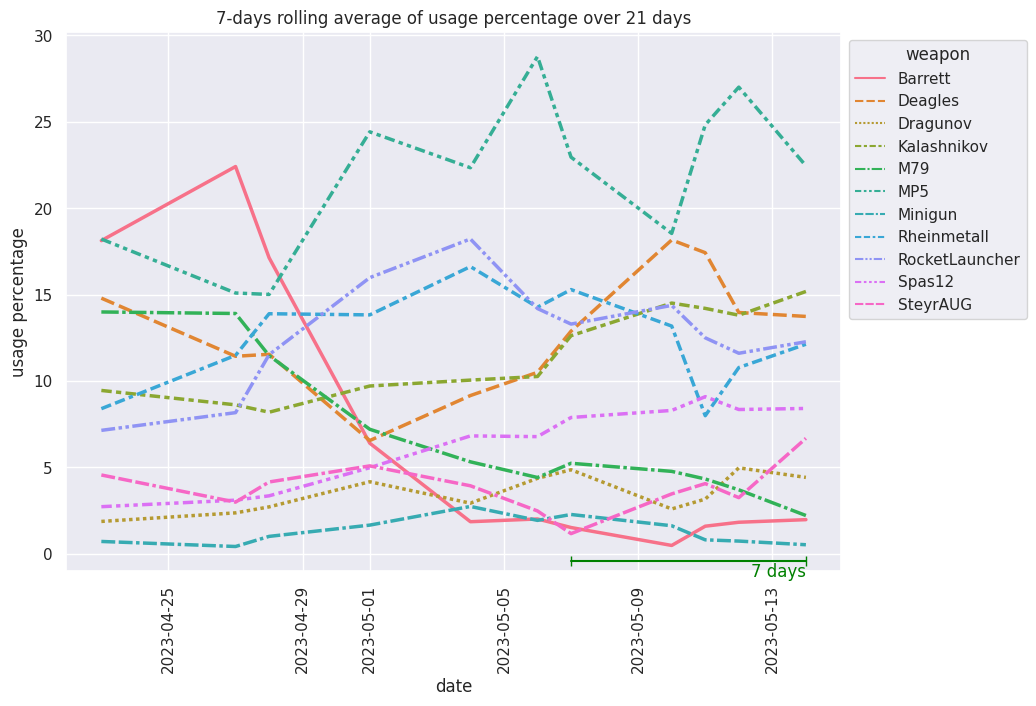 7-days rolling average of usage percentage over 21 days
30
25
20
15
10
5
0
usage percentage
weapon
Barrett
Deagles
Dragunov
Kalashnikov
M79
MP5
Minigun
Rheinmetall
RocketLauncher
Spas12
SteyrAUG
7 days
2023-04-25
2023-04-29
2023-05-01
2023-05-05
2023-05-09
2023-05-13
date